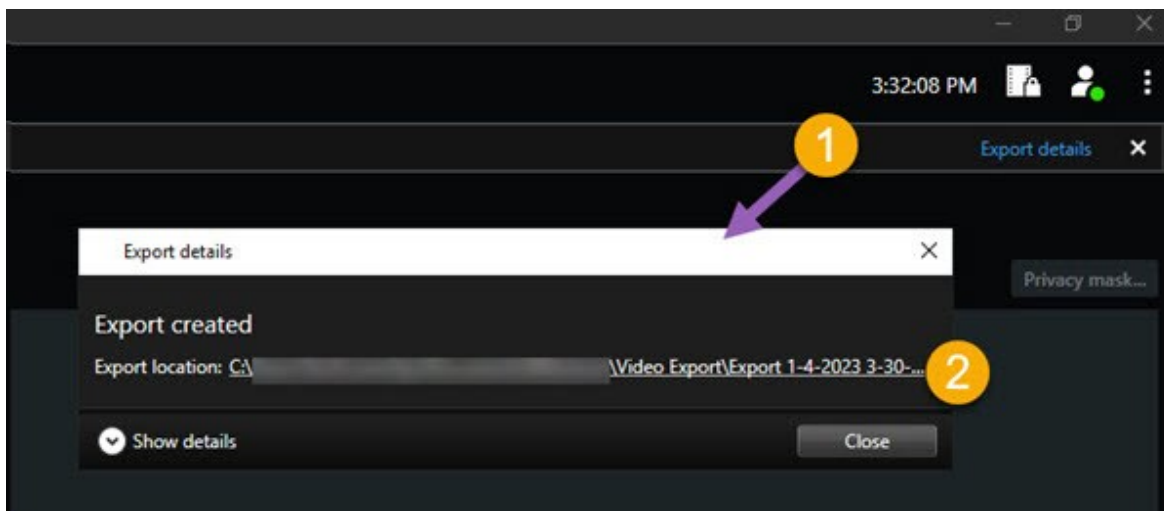 3:32:08 PM
1
Export details
Export details
Privacy mask...
Export created
Export location: C:\ \Video Export\Export 1-4-2023 3-30-...
2
Show details
Close